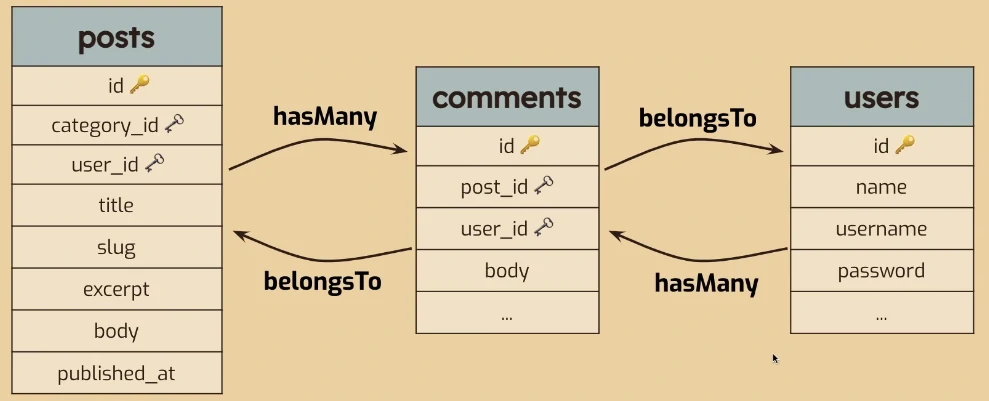 posts
id
category_id
user_id
title
slug
excerpt
body
published_at
hasMany
belongsTo
comments
id
post_id
user_id
body
...
belongsTo
hasMany
users
id
name
username
password
...